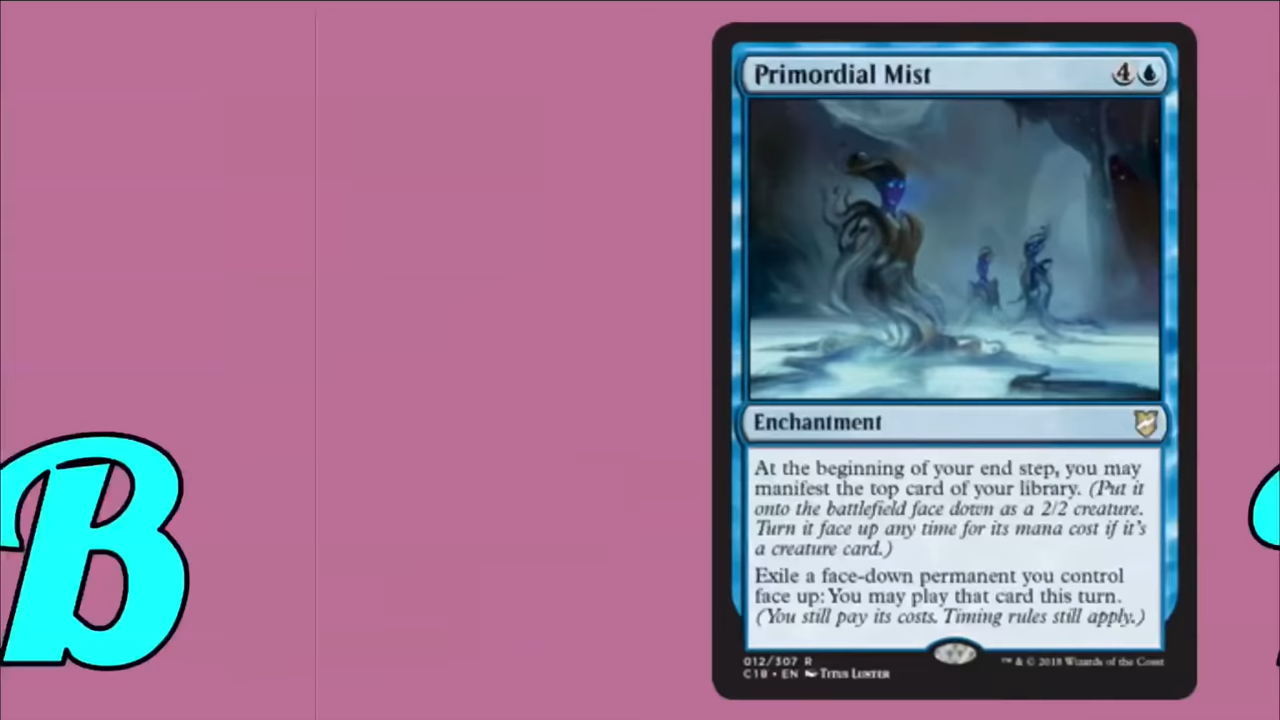 Primordial Mist 4
Enchantment
At the beginning of your end step, you may
manifest the top card of your library. (Put it
onto the battlefield face down as a 2/2 creature.
Turn it face up any time for its mana cost if it's
a creature card.)
Exile a face-down permanent you control
face up: You may play that card this turn.
(You still pay its costs. Timing rules still apply.)
012/307 R
™ & © 2018 Wizards of the Coast
C18 • EN Titus Lunter
B